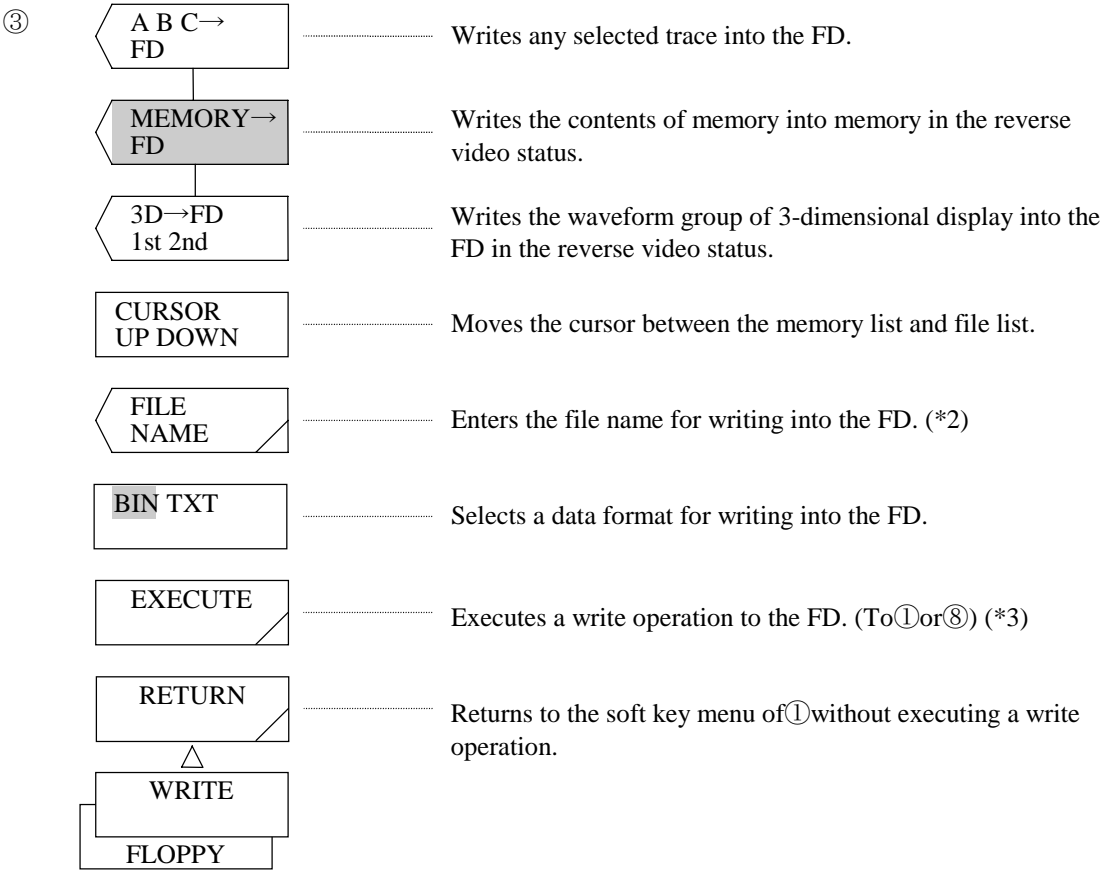 ③
A B C→
FD
Writes any selected trace into the FD.
MEMORY→
FD
Writes the contents of memory into memory in the reverse
video status.
3D→FD
1st 2nd
Writes the waveform group of 3-dimensional display into the
FD in the reverse video status.
CURSOR
UP DOWN
Moves the cursor between the memory list and file list.
FILE
NAME
Enters the file name for writing into the FD. (*2)
BIN TXT
Selects a data format for writing into the FD.
EXECUTE
Executes a write operation to the FD. (To①or⑧) (*3)
RETURN
Returns to the soft key menu of①without executing a write
operation.
WRITE
FLOPPY